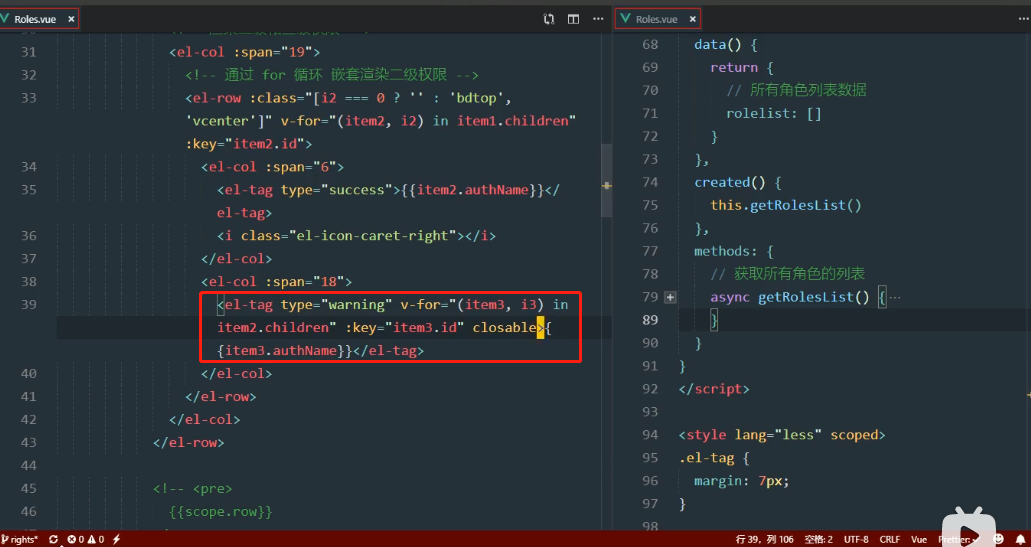 Roles.vue ×
31 <el-col :span="19">
32 <!-- 通过 for 循环 嵌套渲染二级权限 -->
33 <el-row :class="[i2 === 0 ? '' : 'bdtop',
'vcenter']" v-for="(item2, i2) in item1.children"
:key="item2.id">
34 <el-col :span="6">
35 <el-tag type="success">{{item2.authName}}</
el-tag>
36 <i class="el-icon-caret-right"></i>
37 </el-col>
38 <el-col :span="18">
39 <el-tag type="warning" v-for="(item3, i3) in
item2.children" :key="item3.id" closable>{
{item3.authName}}</el-tag>
40 </el-col>
41 </el-row>
42 </el-col>
43 </el-row>
44
45 <!-- <pre>
46 {{scope.row}}
Roles.vue ×
68 data() {
69 return {
70 // 所有角色列表数据
71 rolelist: []
72 }
73 },
74 created() {
75 this.getRolesList()
76 },
77 methods: {
78 // 获取所有角色的列表
79 async getRolesList() {…
89 }
90 }
91 }
92 </script>
93
94 <style lang="less" scoped>
95 .el-tag {
96 margin: 7px;
97 }
98
rights* 0 0 行 39，列 106 空格: 2 UTF-8 CRLF Vue Prettier: